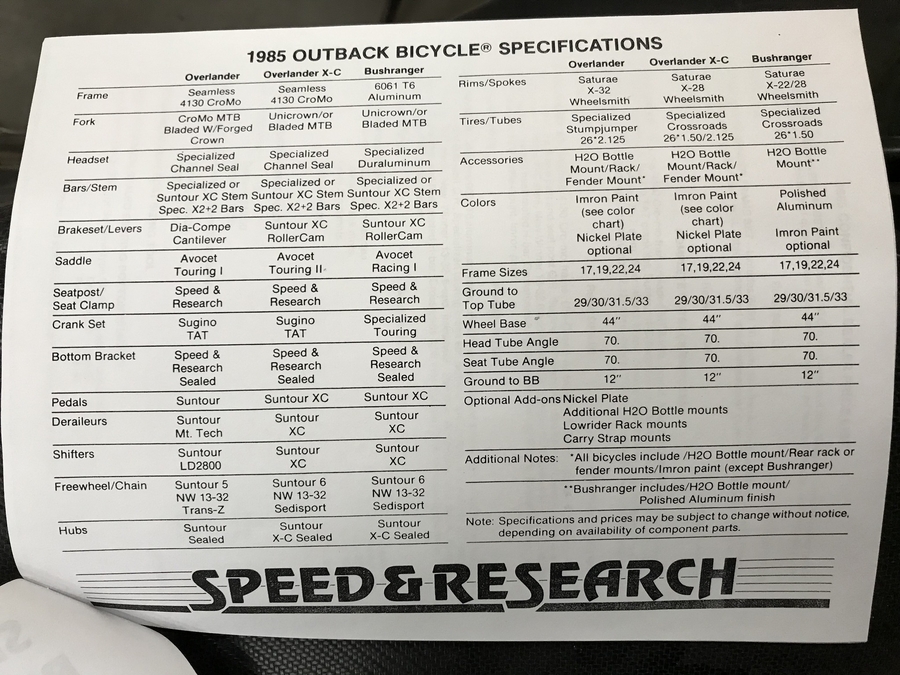 1985 OUTBACK BICYCLE® SPECIFICATIONS
Overlander Overlander X-C Bushranger
Frame Seamless Seamless 6061 T6
4130 CroMo 4130 CroMo Aluminum
Fork CroMo MTB Unicrown/or Unicrown/or
Bladed W/Forged Bladed MTB Bladed MTB
Crown
Headset Specialized Specialized Specialized
Channel Seal Channel Seal Duraluminum
Bars/Stem Specialized or Specialized or Specialized or
Suntour XC Stem Suntour XC Stem Suntour XC Stem
Spec. X2+2 Bars Spec. X2+2 Bars Spec. X2+2 Bars
Brakeset/Levers Dia-Compe Suntour XC Suntour XC
Cantilever RollerCam RollerCam
Saddle Avocet Avocet Avocet
Touring I Touring II Racing I
Seatpost/ Speed & Speed & Speed &
Seat Clamp Research Research Research
Crank Set Sugino Sugino Specialized
TAT TAT Touring
Bottom Bracket Speed & Speed & Speed &
Research Research Research
Sealed Sealed Sealed
Pedals Suntour Suntour XC Suntour XC
Deraileurs Suntour Suntour Suntour
Mt. Tech XC XC
Shifters Suntour Suntour Suntour
LD2800 XC XC
Freewheel/Chain Suntour 5 Suntour 6 Suntour 6
NW 13-32 NW 13-32 NW 13-32
Trans-Z Sedisport Sedisport
Hubs Suntour Suntour Suntour
Sealed X-C Sealed X-C Sealed
Overlander Overlander X-C Bushranger
Rims/Spokes Saturae Saturae Saturae
X-32 X-28 X-22/28
Wheelsmith Wheelsmith Wheelsmith
Tires/Tubes Specialized Specialized Specialized
Stumpjumper Crossroads Crossroads
26*2.125 26*1.50/2.125 26*1.50
Accessories H2O Bottle H2O Bottle H2O Bottle
Mount/Rack/ Mount/Rack/ Mount**
Fender Mount* Fender Mount*
Colors Imron Paint Imron Paint Polished
(see color (see color Aluminum
chart) chart)
Nickel Plate Nickel Plate Imron Paint
optional optional optional
Frame Sizes 17,19,22,24 17,19,22,24 17,19,22,24
Ground to
Top Tube 29/30/31.5/33 29/30/31.5/33 29/30/31.5/33
Wheel Base 44" 44" 44"
Head Tube Angle 70. 70. 70.
Seat Tube Angle 70. 70. 70.
Ground to BB 12" 12" 12"
Optional Add-ons Nickel Plate
Additional H2O Bottle mounts
Lowrider Rack mounts
Carry Strap mounts
Additional Notes: *All bicycles include /H2O Bottle mount/Rear rack or
fender mounts/Imron paint (except Bushranger)
**Bushranger includes/H2O Bottle mount/
Polished Aluminum finish
Note: Specifications and prices may be subject to change without notice,
depending on availability of component parts.
SPEED & RESEARCH